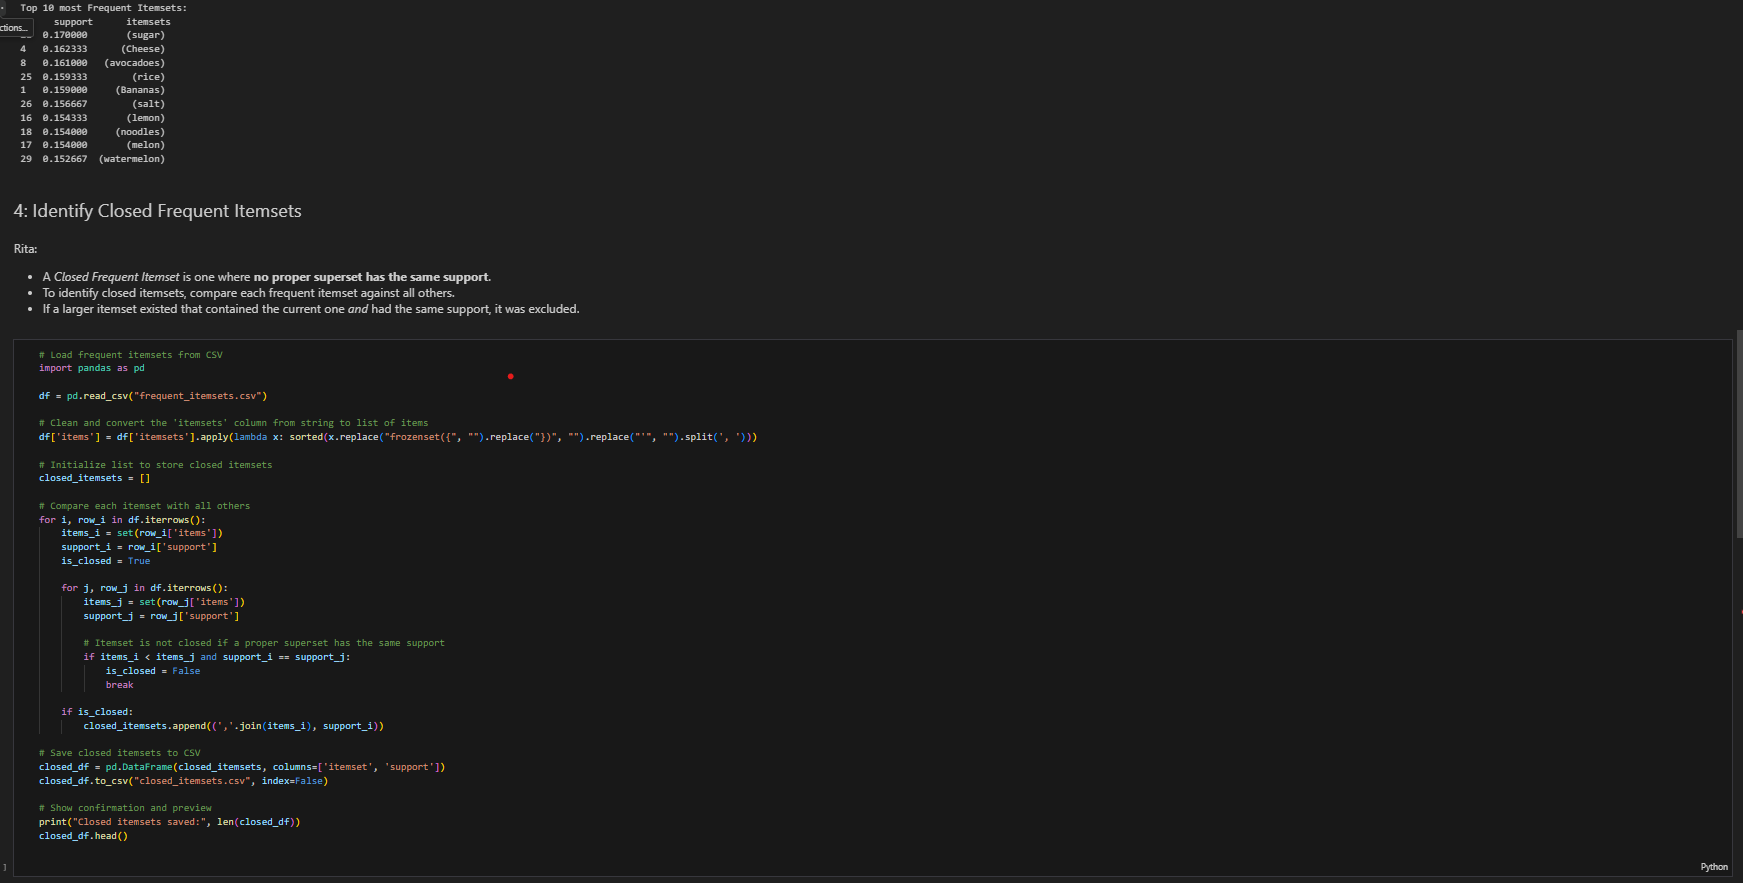 Top 10 most Frequent Itemsets:
support itemsets
ctions...
0.170000 (sugar)
4 0.162333 (Cheese)
8 0.161000 (avocadoes)
25 0.159333 (rice)
1 0.159000 (Bananas)
26 0.156667 (salt)
16 0.154333 (lemon)
18 0.154000 (noodles)
17 0.154000 (melon)
29 0.152667 (watermelon)
4: Identify Closed Frequent Itemsets
Rita:
• A Closed Frequent Itemset is one where no proper superset has the same support.
• To identify closed itemsets, compare each frequent itemset against all others.
• If a larger itemset existed that contained the current one and had the same support, it was excluded.
# Load frequent itemsets from CSV
import pandas as pd
df = pd.read_csv("frequent_itemsets.csv")
# Clean and convert the 'itemsets' column from string to list of items
df['items'] = df['itemsets'].apply(lambda x: sorted(x.replace("frozenset({", "").replace("})", "").replace("'", "").split(', ')))
# Initialize list to store closed itemsets
closed_itemsets = []
# Compare each itemset with all others
for i, row_i in df.iterrows():
items_i = set(row_i['items'])
support_i = row_i['support']
is_closed = True
for j, row_j in df.iterrows():
items_j = set(row_j['items'])
support_j = row_j['support']
# Itemset is not closed if a proper superset has the same support
if items_i < items_j and support_i == support_j:
is_closed = False
break
if is_closed:
closed_itemsets.append((','.join(items_i), support_i))
# Save closed itemsets to CSV
closed_df = pd.DataFrame(closed_itemsets, columns=['itemset', 'support'])
closed_df.to_csv("closed_itemsets.csv", index=False)
# Show confirmation and preview
print("Closed itemsets saved:", len(closed_df))
closed_df.head()
]
Python